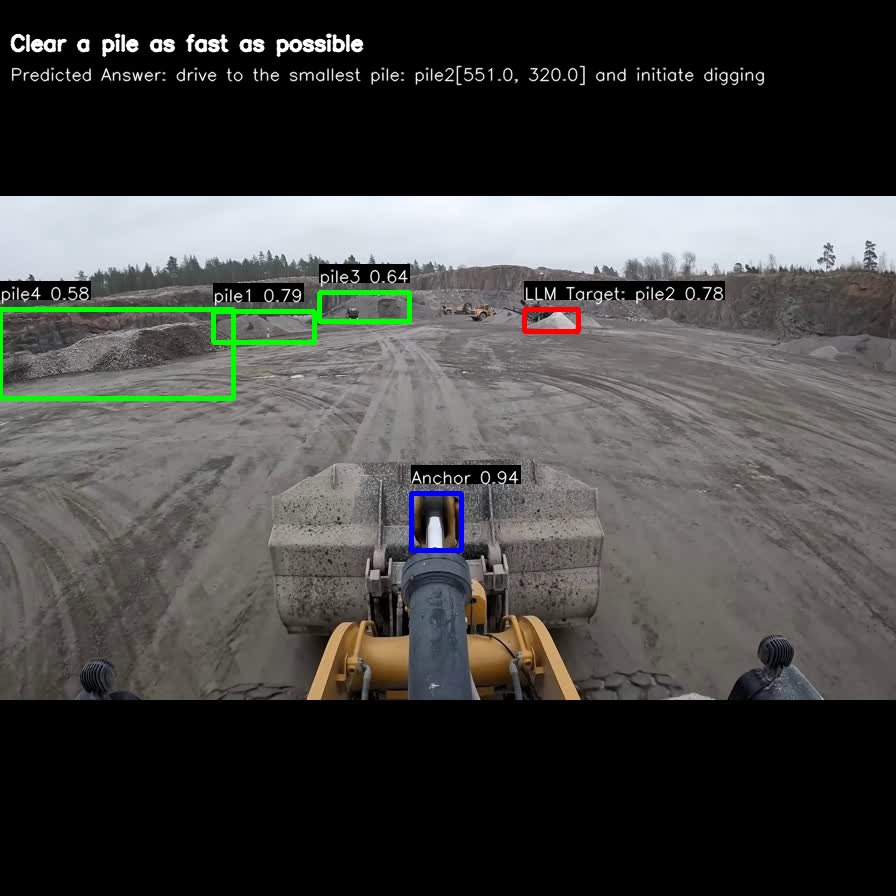 Clear a pile as fast as possible
Predicted Answer: drive to the smallest pile: pile2[551.0, 320.0] and initiate digging
pile3 0.64
pile4 0.58
pile1 0.79
LLM Target: pile2 0.78
Anchor 0.94